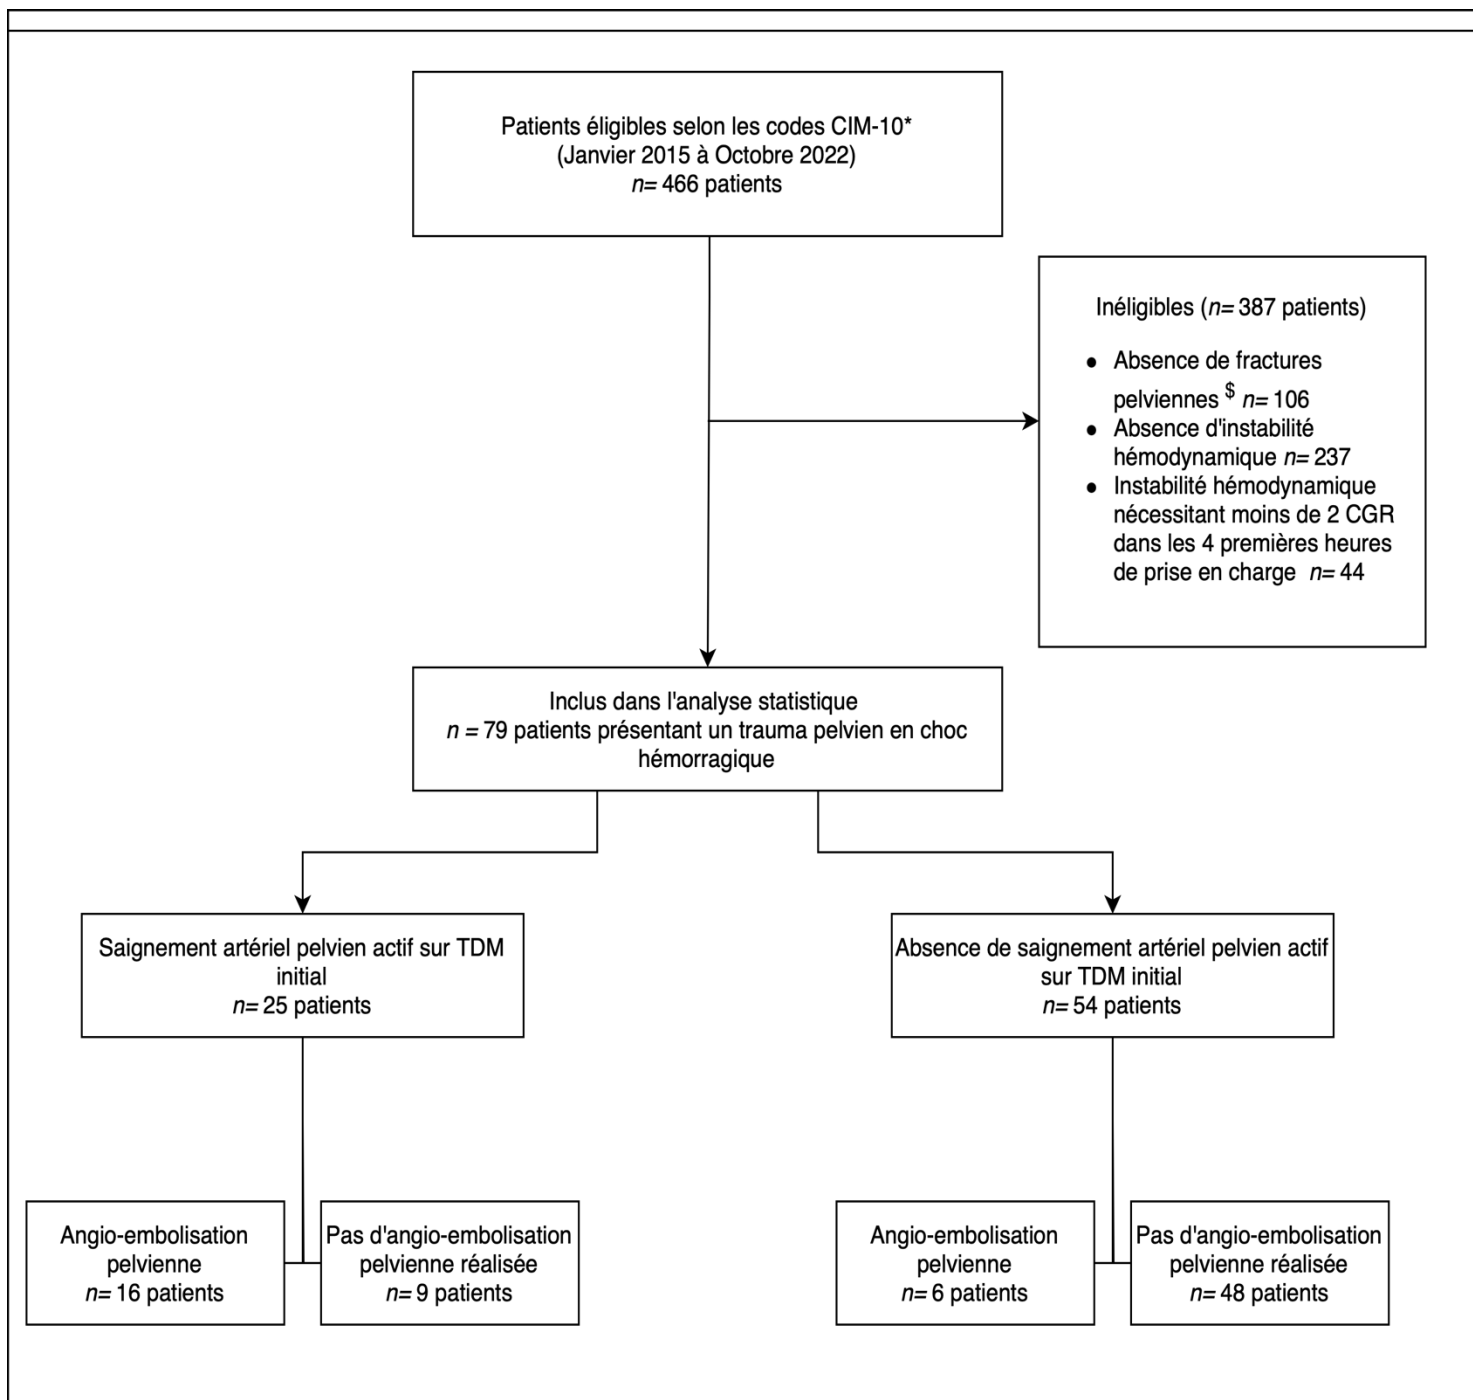 Patients éligibles selon les codes CIM-10*
(Janvier 2015 à Octobre 2022)
n= 466 patients
Inéligibles (n= 387 patients)
● Absence de fractures
pelviennes $ n= 106
● Absence d'instabilité
hémodynamique n= 237
● Instabilité hémodynamique
nécessitant moins de 2 CGR
dans les 4 premières heures
de prise en charge n= 44
Inclus dans l'analyse statistique
n = 79 patients présentant un trauma pelvien en choc
hémorragique
Saignement artériel pelvien actif sur TDM
initial
n= 25 patients
Absence de saignement artériel pelvien actif
sur TDM initial
n= 54 patients
Angio-embolisation
pelvienne
n= 16 patients
Pas d'angio-embolisation
pelvienne réalisée
n= 9 patients
Angio-embolisation
pelvienne
n= 6 patients
Pas d'angio-embolisation
pelvienne réalisée
n= 48 patients